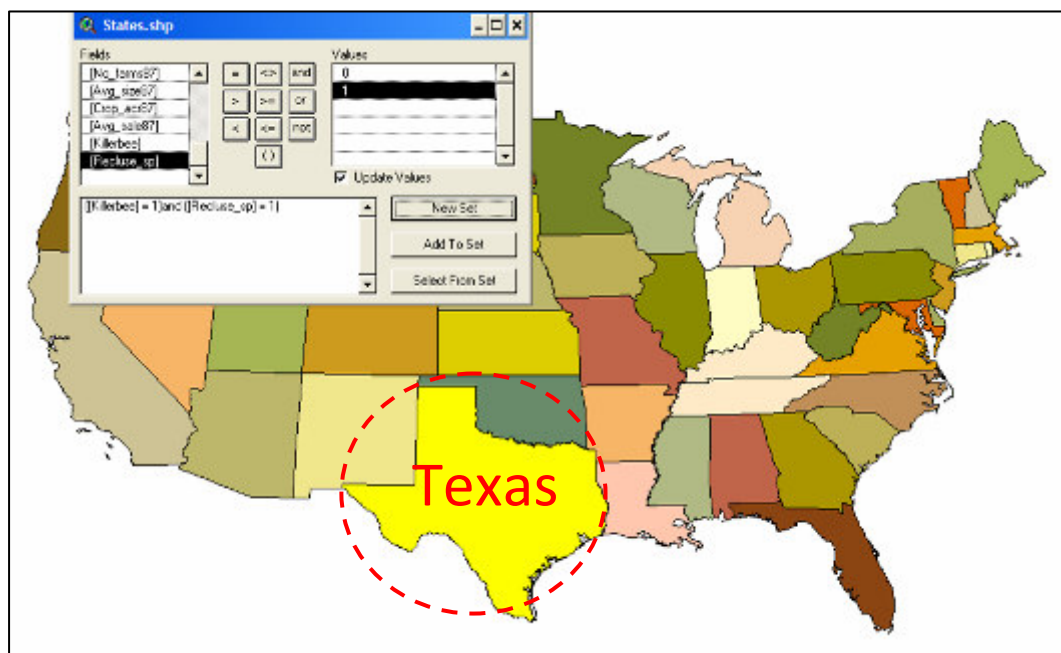 States.shp
Fields
Values
[No_farms87]
[Avg_size87]
[Crop_acr87]
[Avg_sale87]
[Killerbee]
[Recluse_sp]
= <> and
> >= or
< <= not
()
0
1
Update Values
([Killerbee] = 1)and ([Recluse_sp] = 1)
New Set
Add To Set
Select From Set
Texas